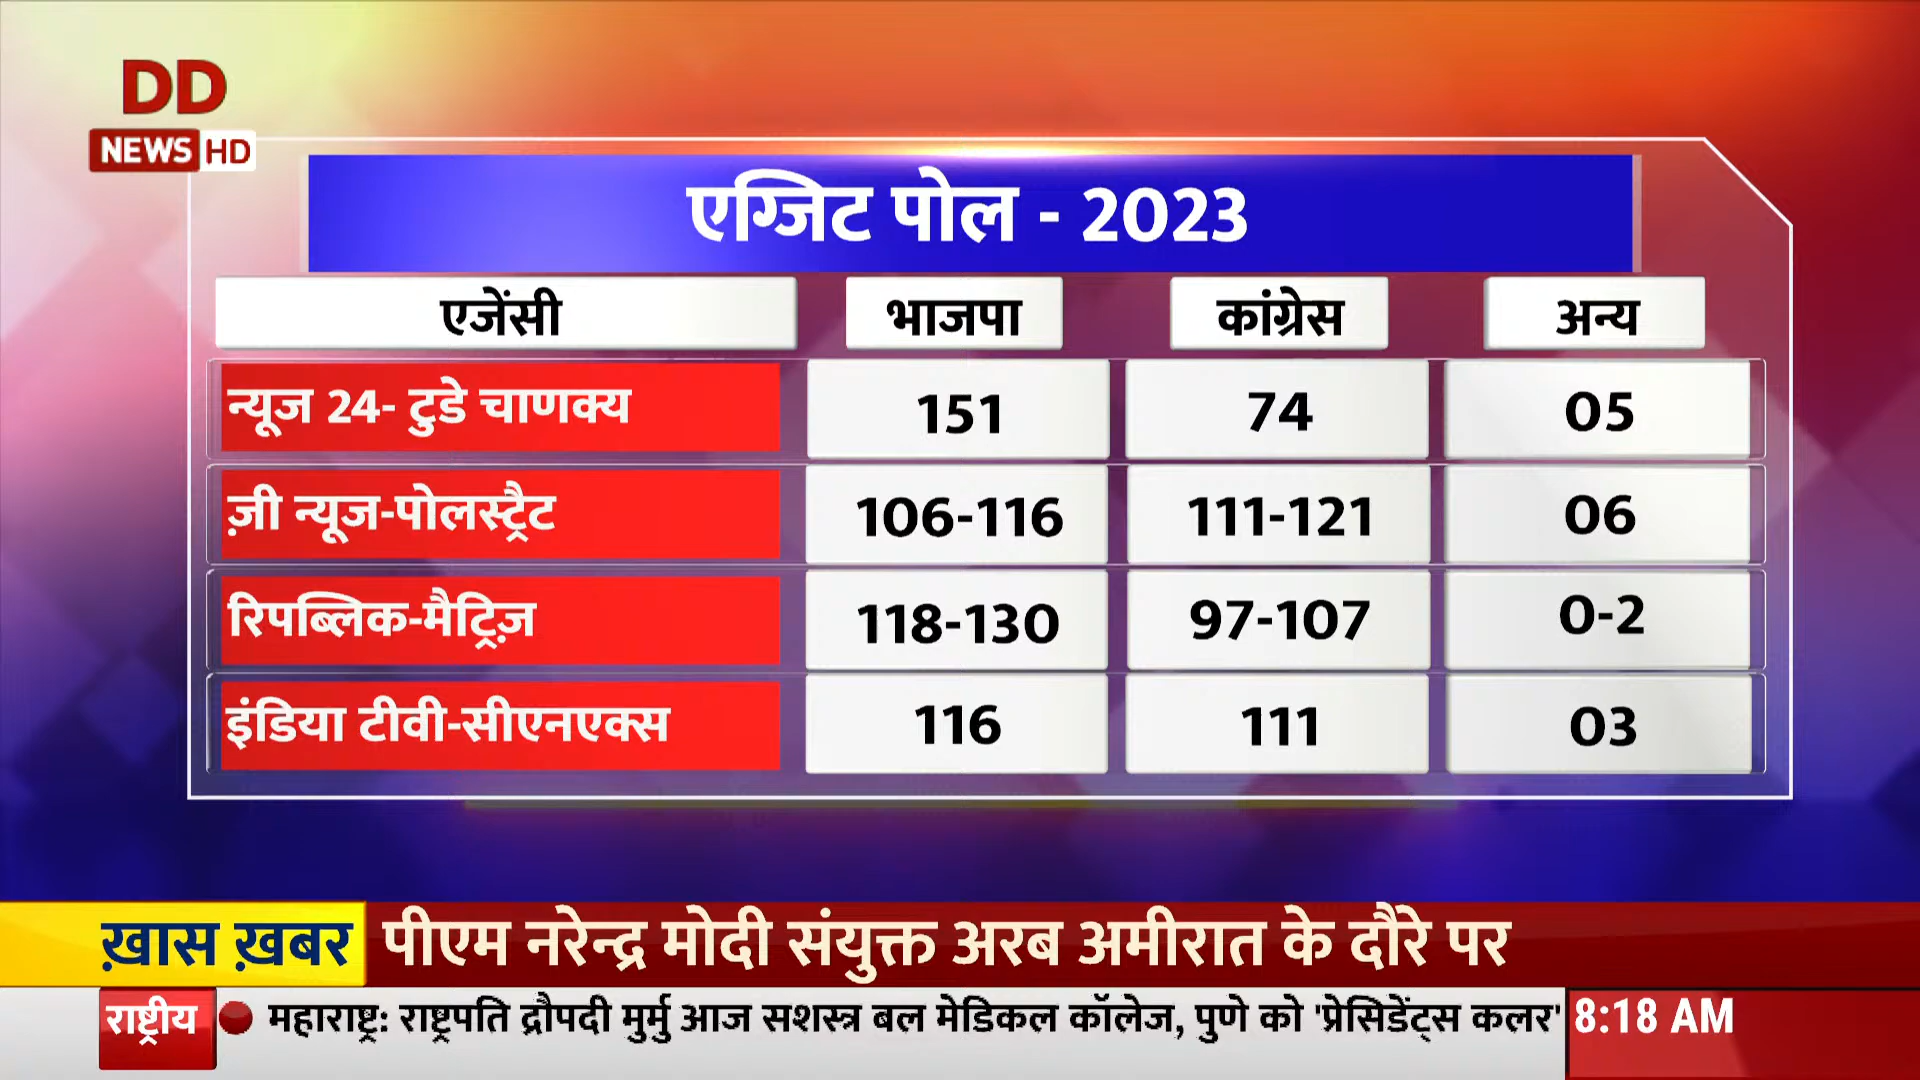 DD
NEWS HD
एग्जिट पोल - 2023
एजेंसी भाजपा कांग्रेस अन्य
न्यूज 24- टुडे चाणक्य 151 74 05
ज़ी न्यूज-पोलस्ट्रैट 106-116 111-121 06
रिपब्लिक-मैट्रिज़ 118-130 97-107 0-2
इंडिया टीवी-सीएनएक्स 116 111 03
ख़ास ख़बर पीएम नरेन्द्र मोदी संयुक्त अरब अमीरात के दौरे पर
राष्ट्रीय महाराष्ट्र: राष्ट्रपति द्रौपदी मुर्मु आज सशस्त्र बल मेडिकल कॉलेज, पुणे को 'प्रेसिडेंट्स कलर' 8:18 AM